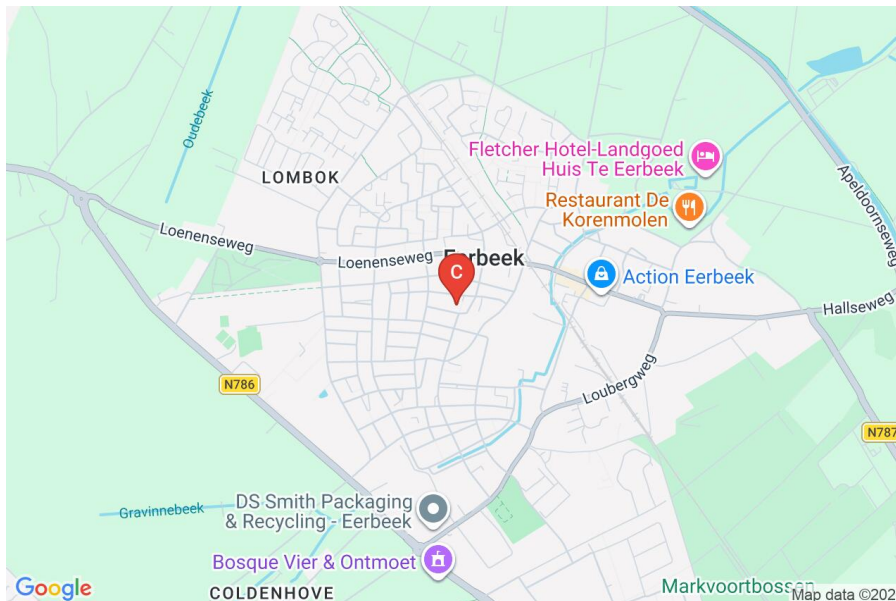 Oudebeek
LOMBOK
Fletcher Hotel-Landgoed
Huis Te Eerbeek
Restaurant De
Korenmolen
Apeldoornseweg
Loenenseweg
Loenenseweg
Eerbeek
C
Action Eerbeek
Hallseweg
N786
Loubergweg
N787
DS Smith Packaging
& Recycling - Eerbeek
Gravinnebeek
Bosque Vier & Ontmoet
COLDENHOVE
Markvoortbossen
Google
Map data ©202